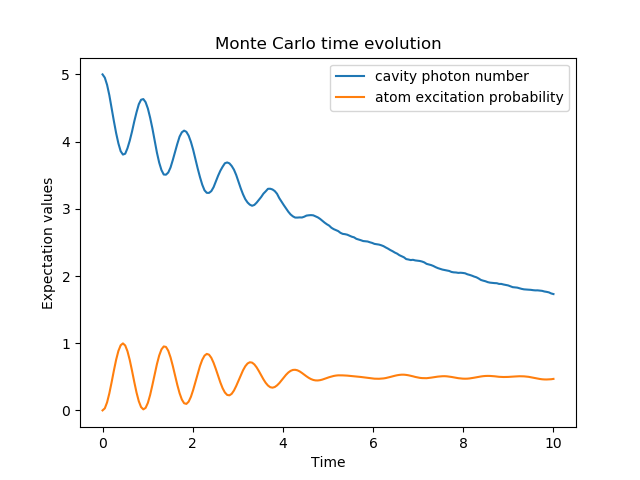 Monte Carlo time evolution
cavity photon number
atom excitation probability
Expectation values
5
4
3
2
1
0
0 2 4 6 8 10
Time